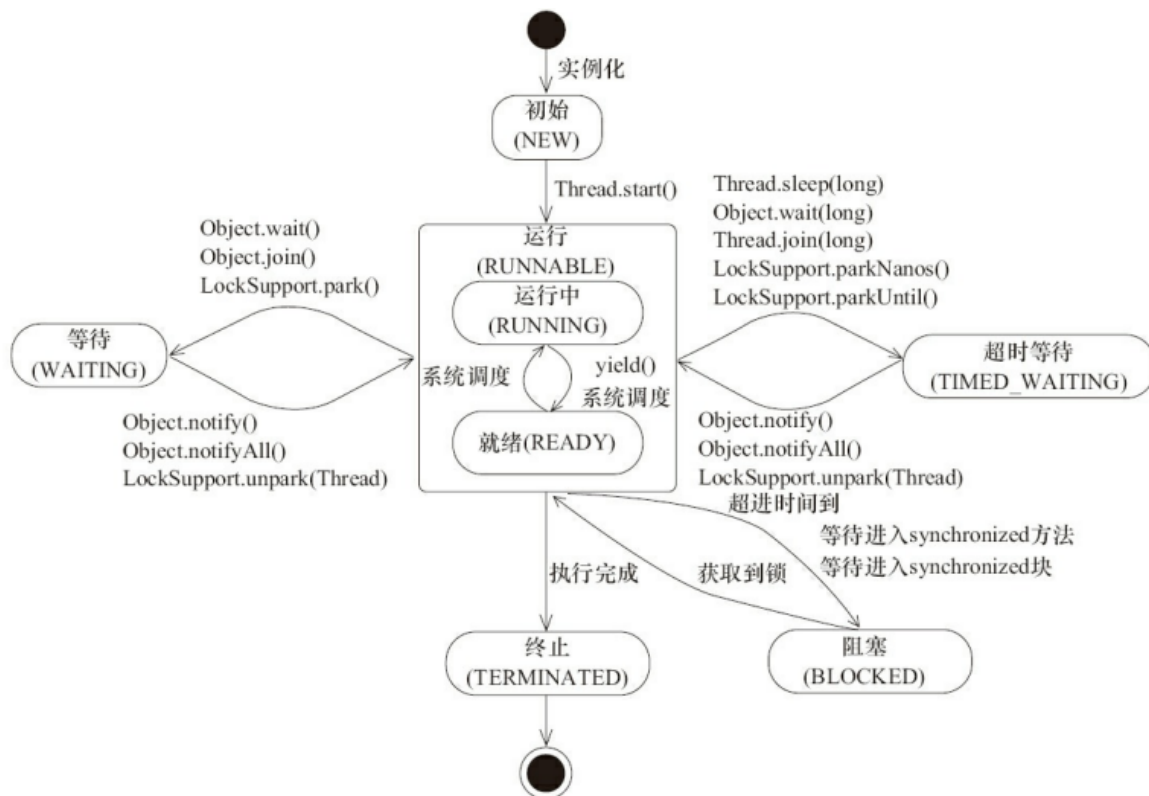 实例化
初始
(NEW)
Thread.start()
Object.wait()
Object.join()
LockSupport.park()
Thread.sleep(long)
Object.wait(long)
Thread.join(long)
LockSupport.parkNanos()
LockSupport.parkUntil()
运行
(RUNNABLE)
运行中
(RUNNING)
等待
(WAITING)
系统调度
yield()
系统调度
超时等待
(TIMED_WAITING)
就绪(READY)
Object.notify()
Object.notifyAll()
LockSupport.unpark(Thread)
Object.notify()
Object.notifyAll()
LockSupport.unpark(Thread)
超进时间到
等待进入synchronized方法
等待进入synchronized块
执行完成
获取到锁
终止
(TERMINATED)
阻塞
(BLOCKED)